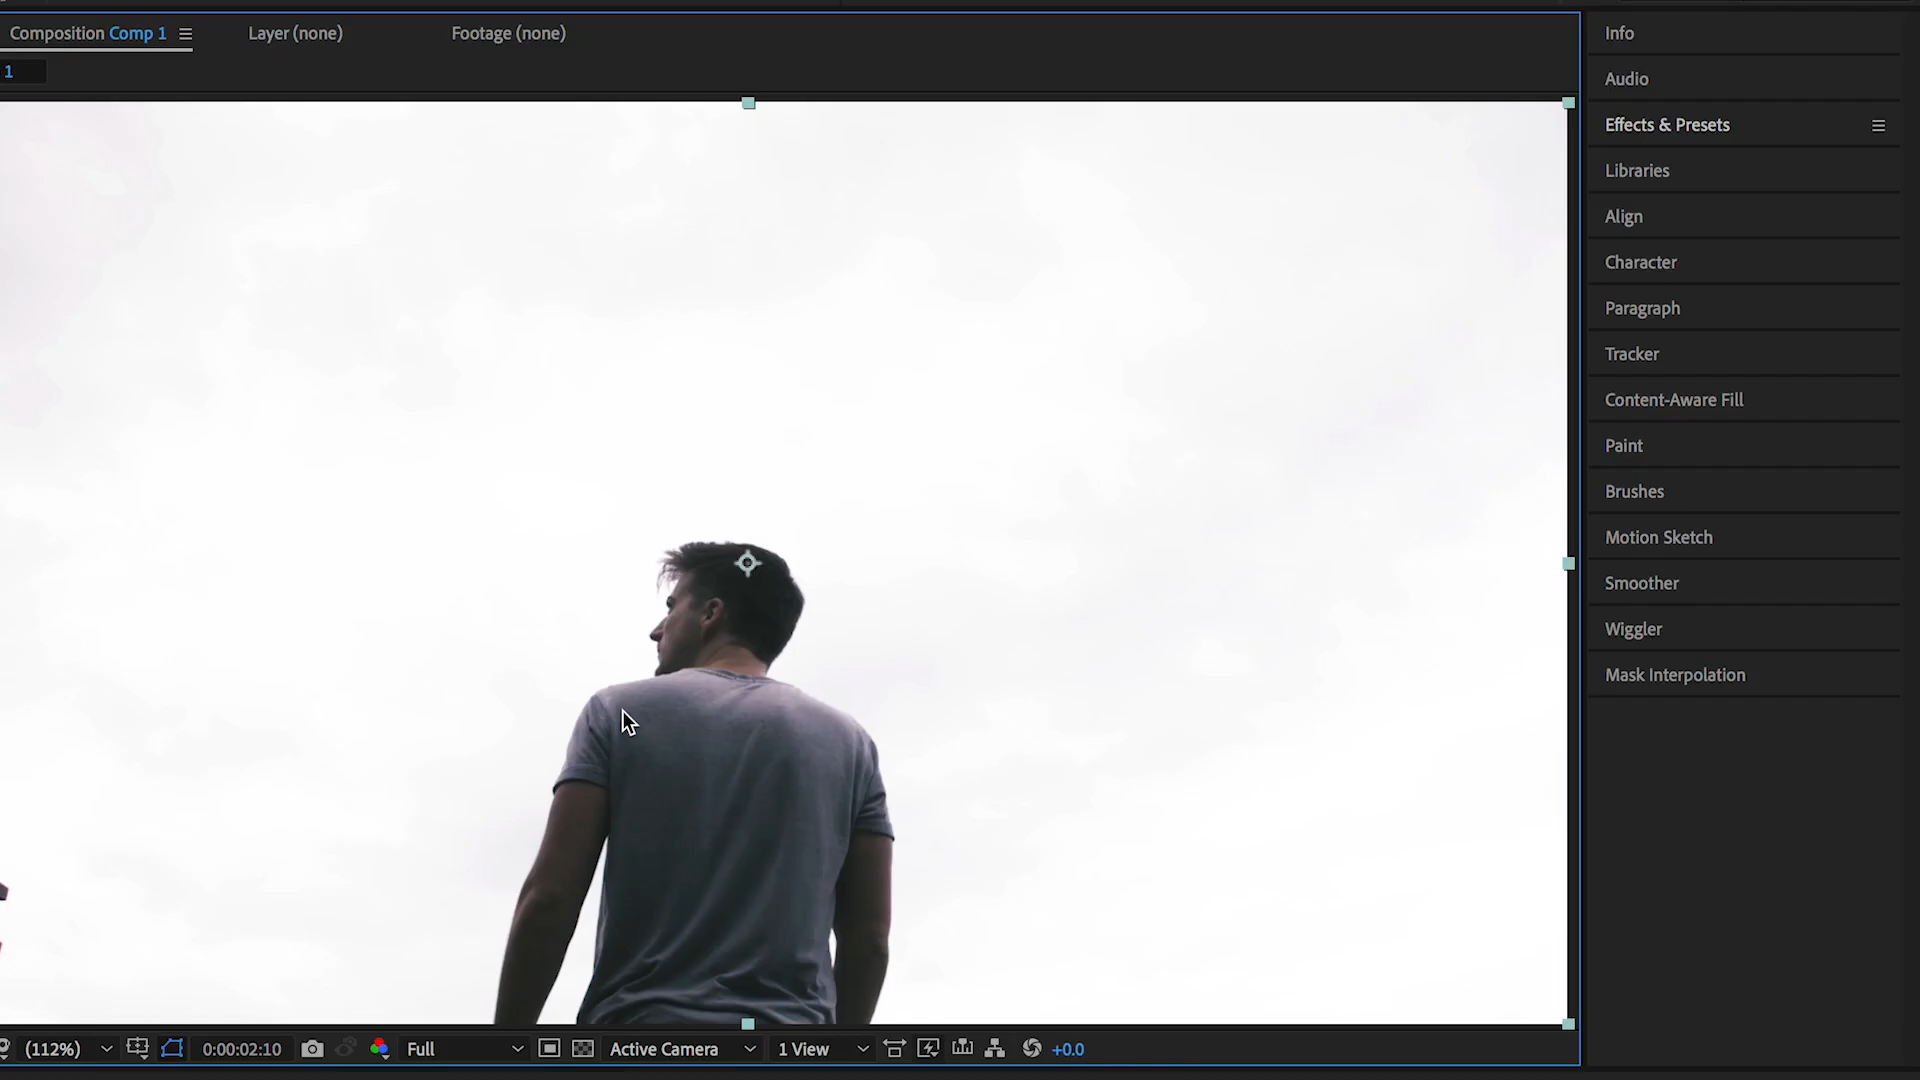 Composition Comp 1
Layer (none)
Footage (none)
1
Info
Audio
Effects & Presets
Libraries
Align
Character
Paragraph
Tracker
Content-Aware Fill
Paint
Brushes
Motion Sketch
Smoother
Wiggler
Mask Interpolation
(112%)
0:00:02:10
Full
Active Camera
1 View
+0.0